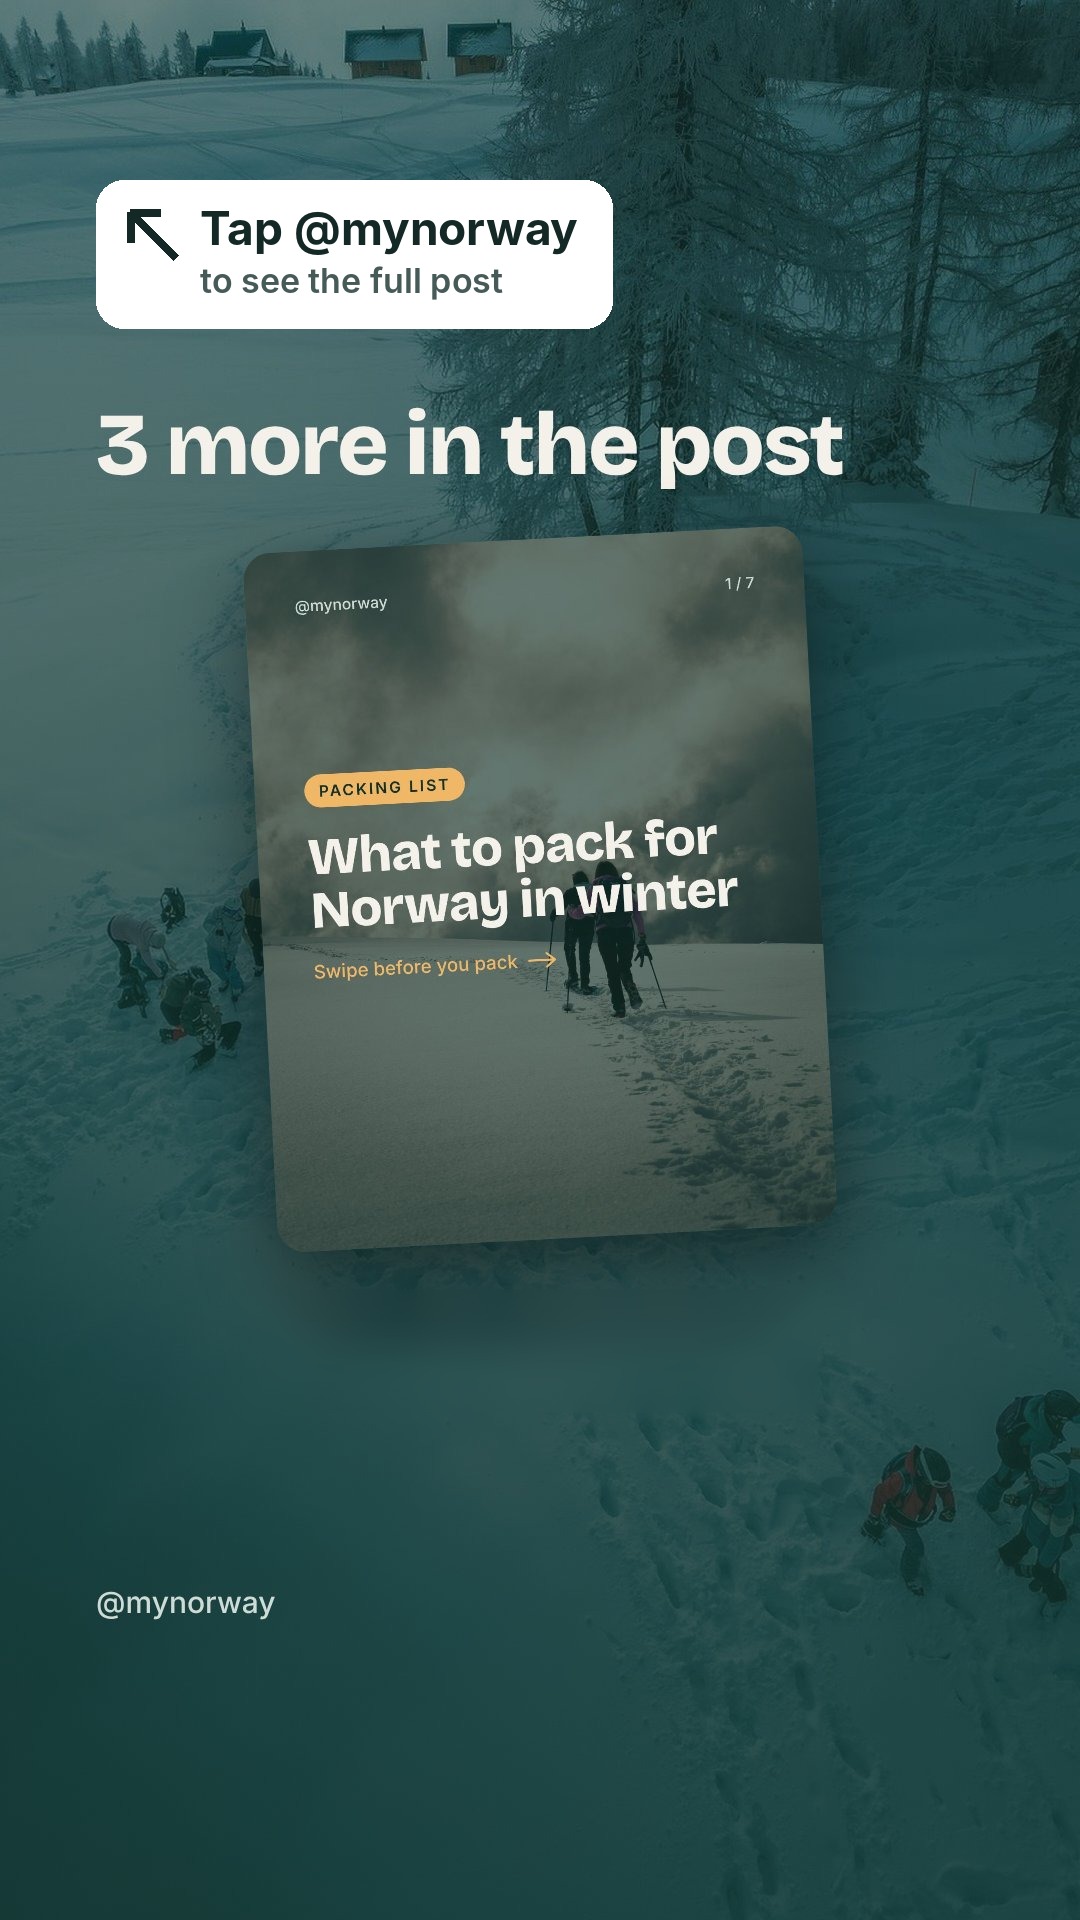 Tap @mynorway
to see the full post
3 more in the post
@mynorway
1 / 7
PACKING LIST
What to pack for
Norway in winter
Swipe before you pack →
@mynorway